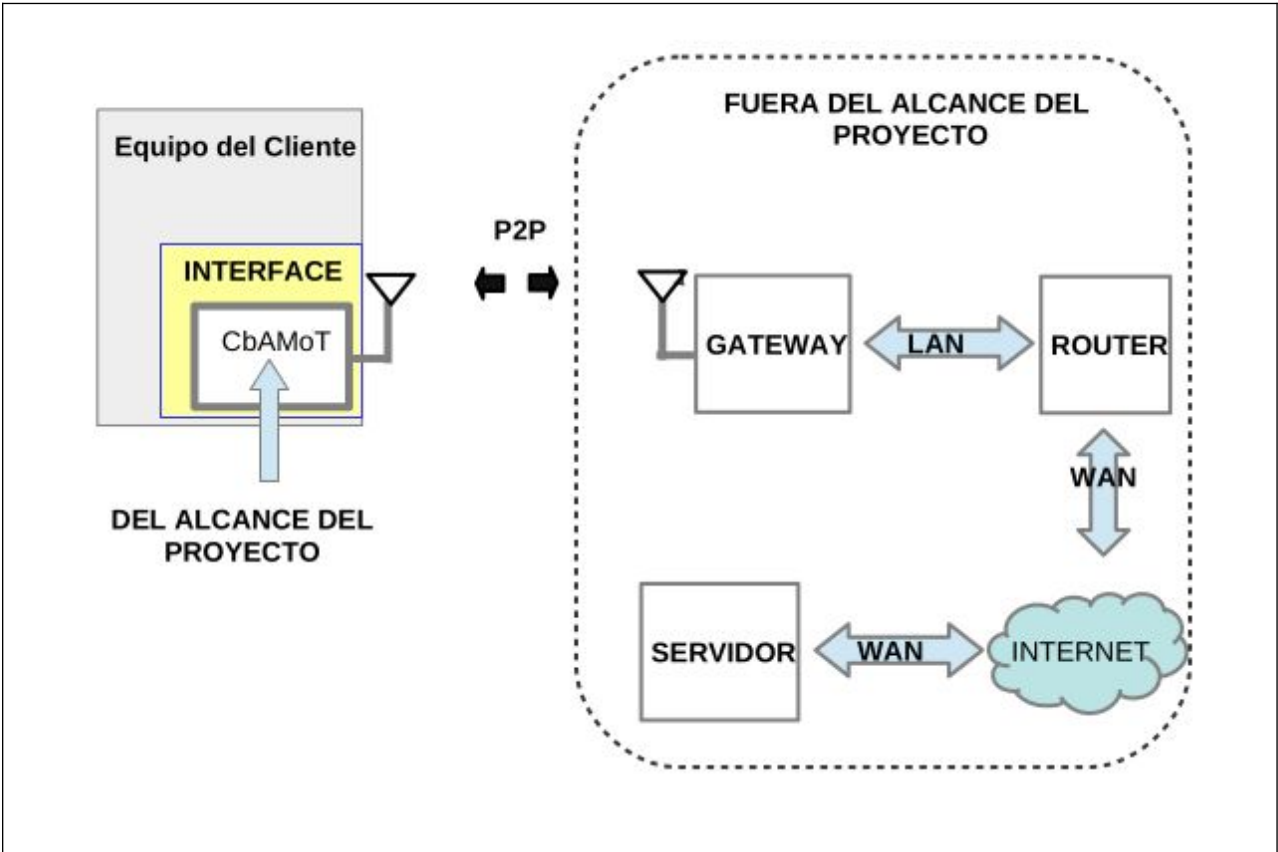 FUERA DEL ALCANCE DEL
PROYECTO
Equipo del Cliente
P2P
INTERFACE
CbAMoT
GATEWAY
LAN
ROUTER
WAN
DEL ALCANCE DEL
PROYECTO
SERVIDOR
WAN
INTERNET